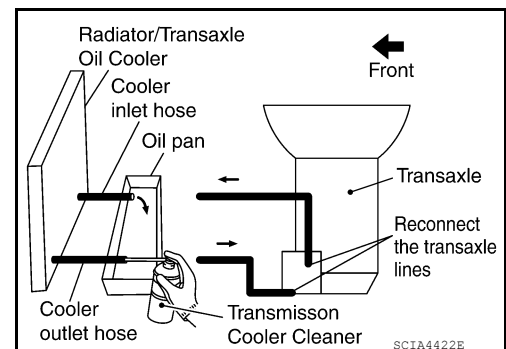 Radiator/Transaxle
Oil Cooler
Cooler
inlet hose
Oil pan
Front
Transaxle
Reconnect
the transaxle
lines
Cooler
outlet hose
Transmisson
Cooler Cleaner
SCIA4422E